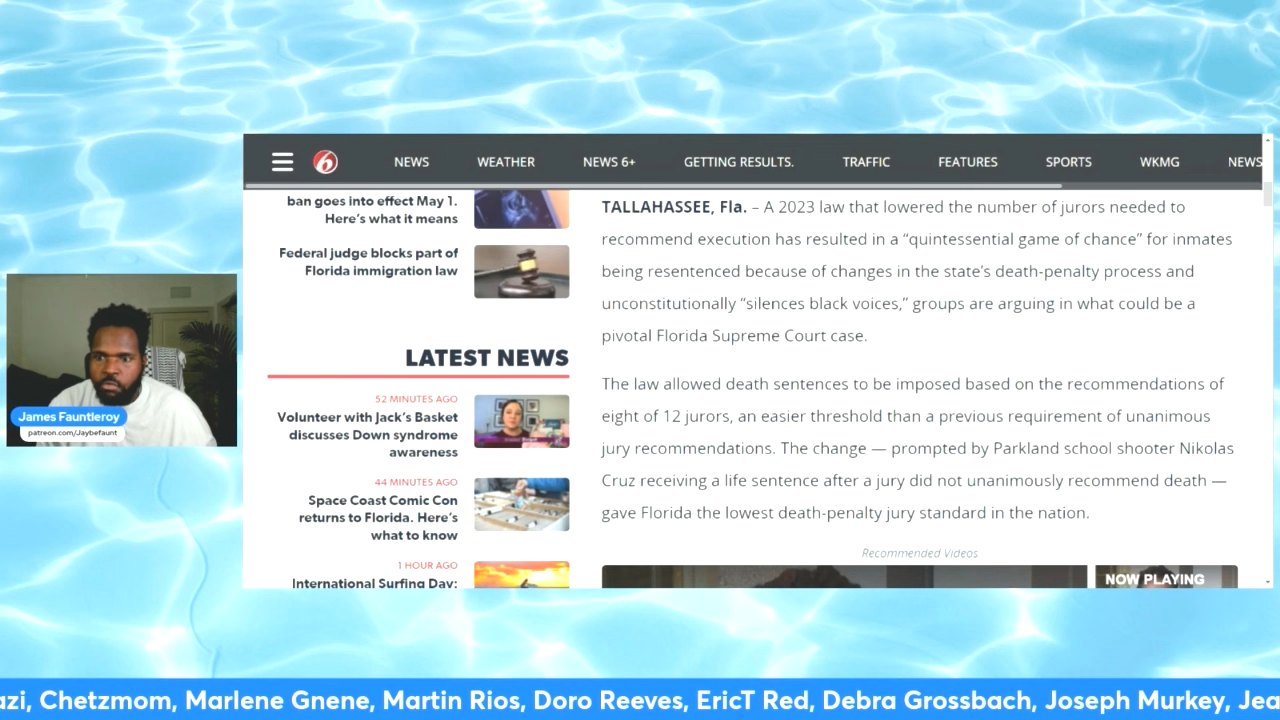 6
NEWS
WEATHER
NEWS 6+
GETTING RESULTS.
TRAFFIC
FEATURES
SPORTS
WKMG
NEWS
ban goes into effect May 1.
Here's what it means
Federal judge blocks part of
Florida immigration law
LATEST NEWS
52 MINUTES AGO
Volunteer with Jack's Basket
discusses Down syndrome
awareness
44 MINUTES AGO
Space Coast Comic Con
returns to Florida. Here's
what to know
1 HOUR AGO
International Surfing Day:
TALLAHASSEE, Fla. – A 2023 law that lowered the number of jurors needed to
recommend execution has resulted in a “quintessential game of chance” for inmates
being resentenced because of changes in the state’s death-penalty process and
unconstitutionally “silences black voices,” groups are arguing in what could be a
pivotal Florida Supreme Court case.
The law allowed death sentences to be imposed based on the recommendations of
eight of 12 jurors, an easier threshold than a previous requirement of unanimous
jury recommendations. The change — prompted by Parkland school shooter Nikolas
Cruz receiving a life sentence after a jury did not unanimously recommend death —
gave Florida the lowest death-penalty jury standard in the nation.
Recommended Videos
NOW PLAYING
James Fauntleroy
patreon.com/Jaybefaunt
azi, Chetzmom, Marlene Gnene, Martin Rios, Doro Reeves, EricT Red, Debra Grossbach, Joseph Murkey, Jea